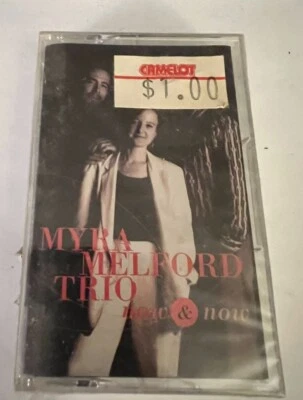 CAMELOT
$1.00
MYRA
MELFORD
TRIO
now & now